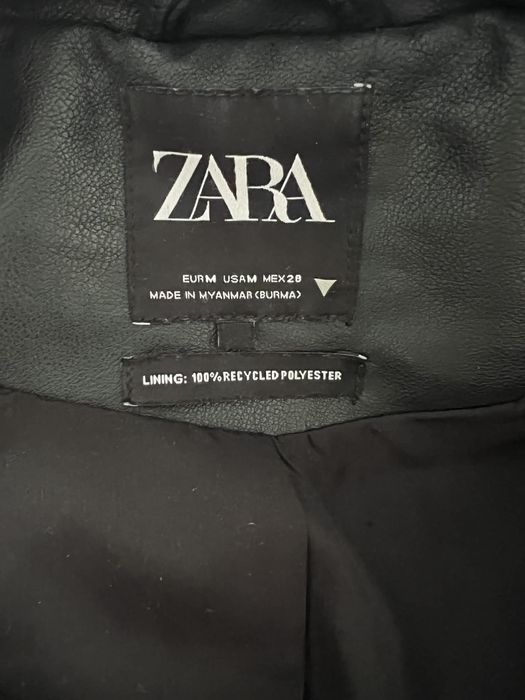 ZARA
EUR M USA M MEX 28
MADE IN MYANMAR (BURMA)
LINING: 100% RECYCLED POLYESTER